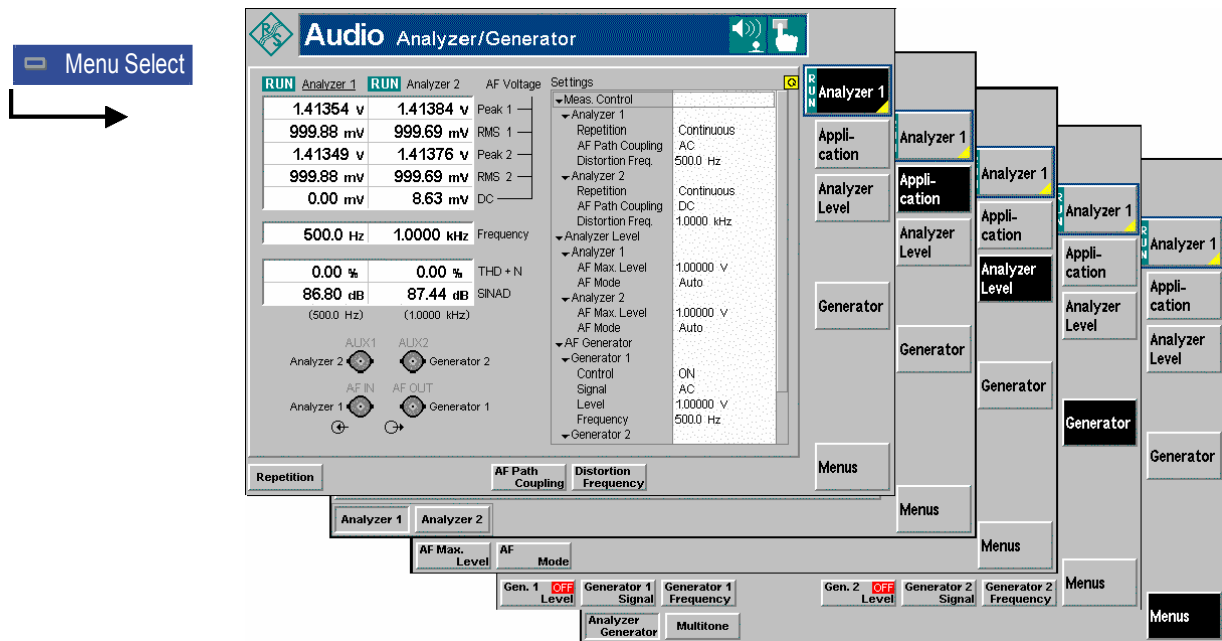 Menu Select
R/S
Audio Analyzer/Generator
RUN Analyzer 1 RUN Analyzer 2 AF Voltage
1.41354 V 1.41384 V Peak 1
999.88 mV 999.69 mV RMS 1
1.41349 V 1.41376 V Peak 2
999.88 mV 999.69 mV RMS 2
0.00 mV 8.63 mV DC
500.0 Hz 1.0000 kHz Frequency
0.00 % 0.00 % THD + N
86.80 dB 87.44 dB SINAD
(500.0 Hz) (1.0000 kHz)
AUX1 AUX2
Analyzer 2 Generator 2
AF IN AF OUT
Analyzer 1 Generator 1
Settings
Q
Meas. Control
Analyzer 1
Repetition Continuous
AF Path Coupling AC
Distortion Freq. 500.0 Hz
Analyzer 2
Repetition Continuous
AF Path Coupling DC
Distortion Freq. 1.0000 kHz
Analyzer Level
Analyzer 1
AF Max. Level 1.00000 V
AF Mode Auto
Analyzer 2
AF Max. Level 1.00000 V
AF Mode Auto
AF Generator
Generator 1
Control ON
Signal AC
Level 1.00000 V
Frequency 500.0 Hz
Generator 2
RUN
Analyzer 1
Appli-
cation
Analyzer
Level
Generator
Menus
Repetition
AF Path
Coupling
Distortion
Frequency
Analyzer 1
Appli-
cation
Analyzer
Level
Generator
Menus
Analyzer 1
Analyzer 2
Analyzer 1
Appli-
cation
Analyzer
Level
Generator
Menus
AF Max.
Level
AF
Mode
Analyzer 1
Appli-
cation
Analyzer
Level
Generator
Menus
Gen. 1 OFF
Level
Generator 1
Signal
Generator 1
Frequency
Gen. 2 OFF
Level
Generator 2
Signal
Generator 2
Frequency
Analyzer 1
Appli-
cation
Analyzer
Level
Generator
Menus
Analyzer
Generator
Multitone